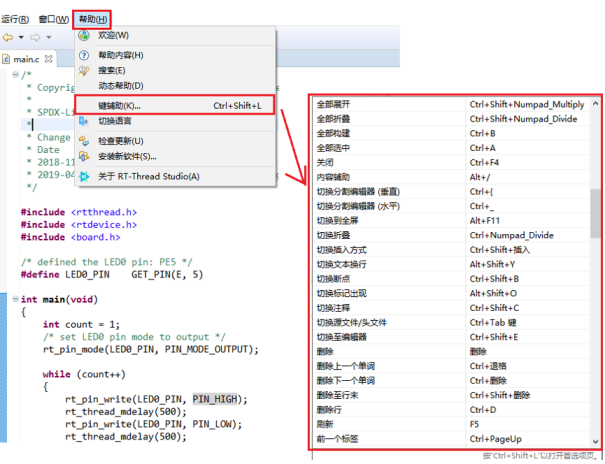 运行(R) 窗口(W) 帮助(H)
欢迎(W)
帮助内容(H)
搜索(E)
动态帮助(D)
键辅助(K)... Ctrl+Shift+L
切换语言
检查更新(U)
安装新软件(S)...
关于 RT-Thread Studio(A)
main.c
/*
* Copyrig
*
* SPDX-Li
*
* Change
* Date
* 2018-11
* 2019-04
*/
#include <rtthread.h>
#include <rtdevice.h>
#include <board.h>
/* defined the LED0 pin: PE5 */
#define LED0_PIN GET_PIN(E, 5)
int main(void)
{
int count = 1;
/* set LED0 pin mode to output */
rt_pin_mode(LED0_PIN, PIN_MODE_OUTPUT);
while (count++)
{
rt_pin_write(LED0_PIN, PIN_HIGH);
rt_thread_mdelay(500);
rt_pin_write(LED0_PIN, PIN_LOW);
rt_thread_mdelay(500);
全部展开 Ctrl+Shift+Numpad_Multiply
全部折叠 Ctrl+Shift+Numpad_Divide
全部构建 Ctrl+B
全部选中 Ctrl+A
关闭 Ctrl+F4
内容辅助 Alt+/
切换分割编辑器 (垂直) Ctrl+{
切换分割编辑器 (水平) Ctrl+_
切换到全屏 Alt+F11
切换折叠 Ctrl+Numpad_Divide
切换插入方式 Ctrl+Shift+插入
切换文本换行 Alt+Shift+Y
切换断点 Ctrl+Shift+B
切换标记出现 Alt+Shift+O
切换注释 Ctrl+Shift+C
切换源文件/头文件 Ctrl+Tab 键
切换至编辑器 Ctrl+Shift+E
删除 删除
删除上一个单词 Ctrl+退格
删除下一个单词 Ctrl+删除
删除至行末 Ctrl+Shift+删除
删除行 Ctrl+D
刷新 F5
前一个标签 Ctrl+PageUp
按"Ctrl+Shift+L"以打开首选项页。